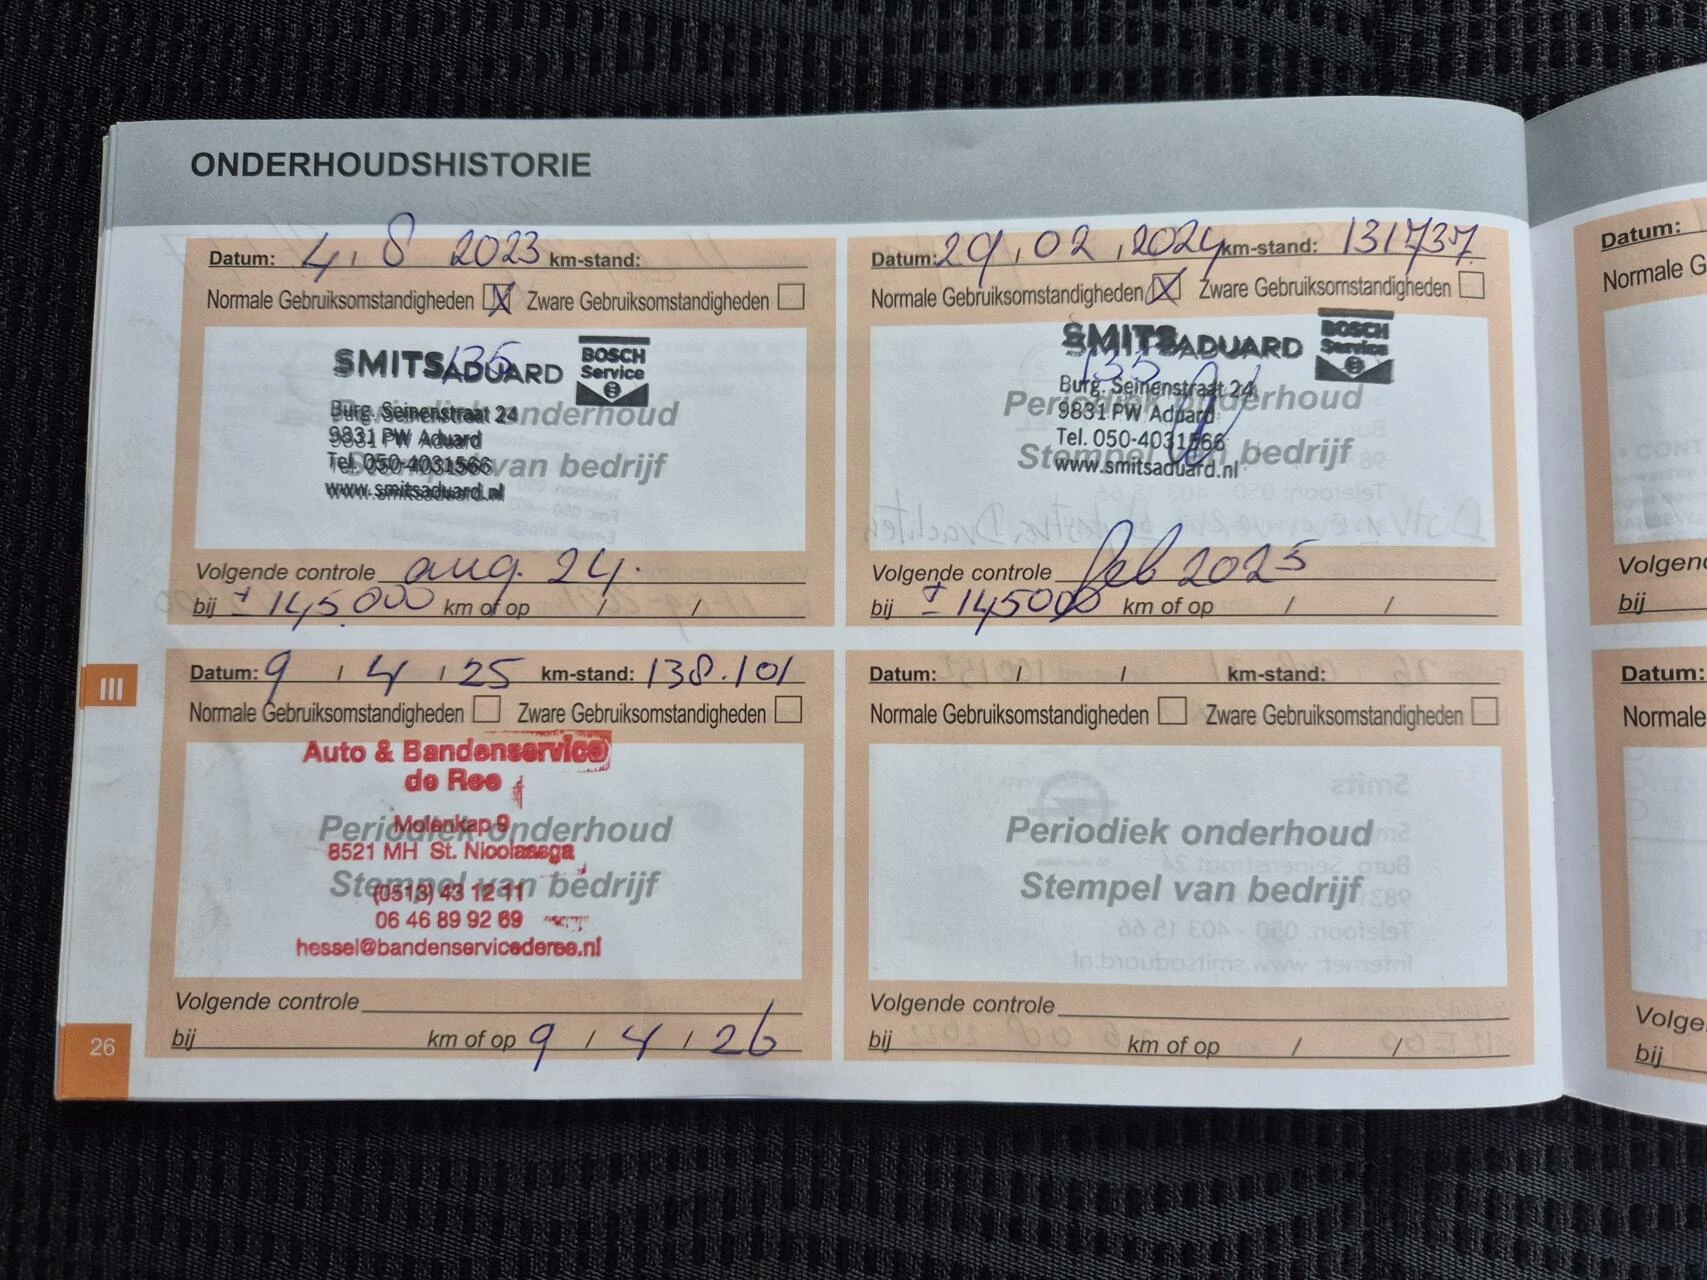 ONDERHOUDSHISTORIE
Datum: 4 / 8 2023 km-stand:
Normale Gebruiksomstandigheden X Zware Gebruiksomstandigheden
135
SMITS ADUARD
BOSCH
Service
Burg. Seinenstraat 24
9831 PW Aduard
Tel. 050-4031566
www.smitsaduard.nl
Periodiek onderhoud
Stempel van bedrijf
Volgende controle aug. 24.
bij ± 145.000 km of op / /
Datum: 29 / 02 / 2024 km-stand: 131737
Normale Gebruiksomstandigheden X Zware Gebruiksomstandigheden
135
SMITS ADUARD
BOSCH
Service
Burg. Seinenstraat 24
9831 PW Aduard
Tel. 050-4031566
www.smitsaduard.nl
Periodiek onderhoud
Stempel van bedrijf
Volgende controle feb 2025
bij ± 145000 km of op / /
Datum: 9 / 4 / 25 km-stand: 138.101
Normale Gebruiksomstandigheden Zware Gebruiksomstandigheden
Auto & Bandenservice
de Ree
Molenkap 9
8521 MH St. Nicolaasga
(0513) 43 12 11
06 46 89 92 69
hessel@bandenservicederee.nl
Periodiek onderhoud
Stempel van bedrijf
Volgende controle
bij km of op 9 / 4 / 26
Datum: / / km-stand:
Normale Gebruiksomstandigheden Zware Gebruiksomstandigheden
Periodiek onderhoud
Stempel van bedrijf
Volgende controle
bij km of op / /
III
26
Datum:
Normale G
Volgen
bij
Datum:
Normale
Volge
bij